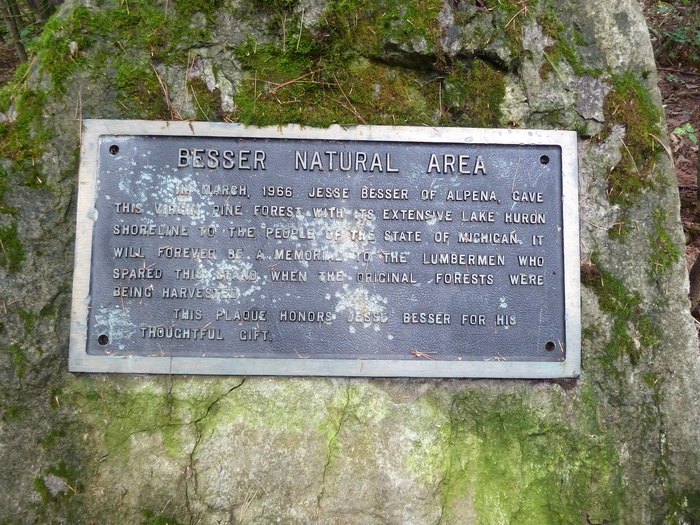 BESSER NATURAL AREA
IN MARCH, 1966 JESSE BESSER OF ALPENA, GAVE
THIS VIRGIN PINE FOREST WITH ITS EXTENSIVE LAKE HURON
SHORELINE TO THE PEOPLE OF THE STATE OF MICHIGAN. IT
WILL FOREVER BE A MEMORIAL TO THE LUMBERMEN WHO
SPARED THIS STAND WHEN THE ORIGINAL FORESTS WERE
BEING HARVESTED.
THIS PLAQUE HONORS JESSE BESSER FOR HIS
THOUGHTFUL GIFT.